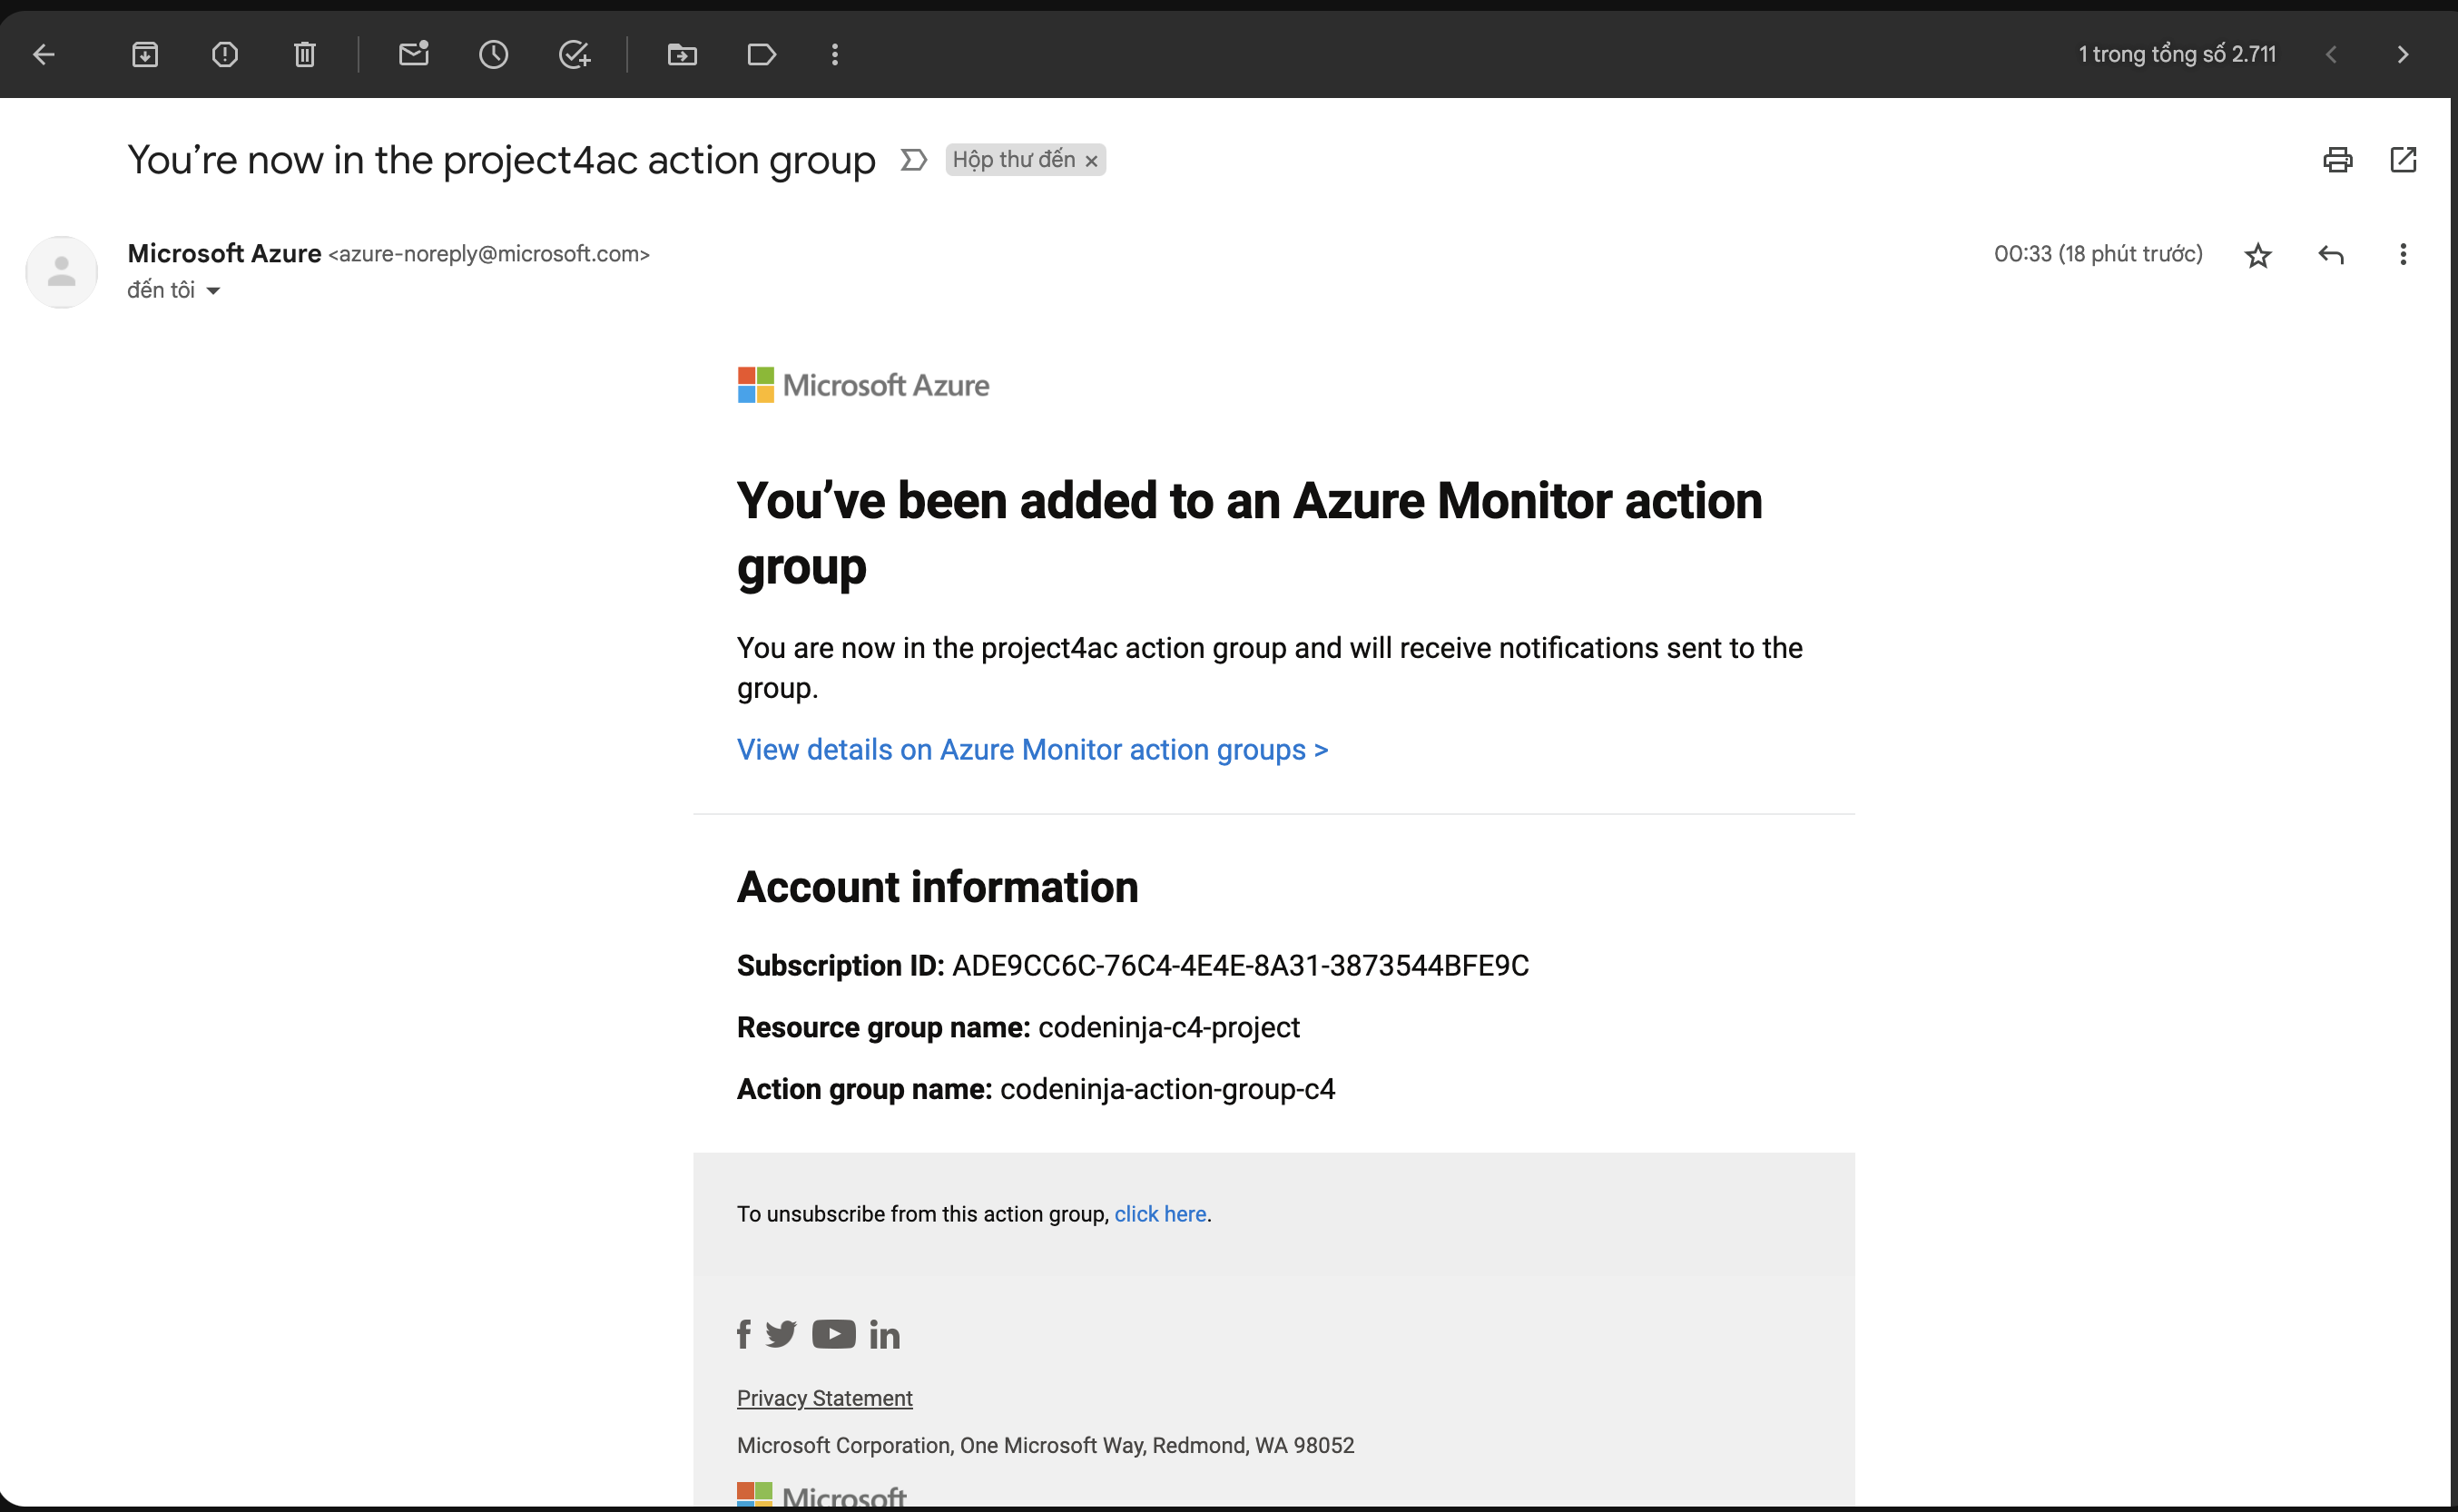 1 trong tổng số 2.711
You’re now in the project4ac action group
Hộp thư đến ×
Microsoft Azure <azure-noreply@microsoft.com>
00:33 (18 phút trước)
đến tôi
Microsoft Azure
You’ve been added to an Azure Monitor action
group
You are now in the project4ac action group and will receive notifications sent to the
group.
View details on Azure Monitor action groups >
Account information
Subscription ID: ADE9CC6C-76C4-4E4E-8A31-3873544BFE9C
Resource group name: codeninja-c4-project
Action group name: codeninja-action-group-c4
To unsubscribe from this action group, click here.
Privacy Statement
Microsoft Corporation, One Microsoft Way, Redmond, WA 98052
Microsoft